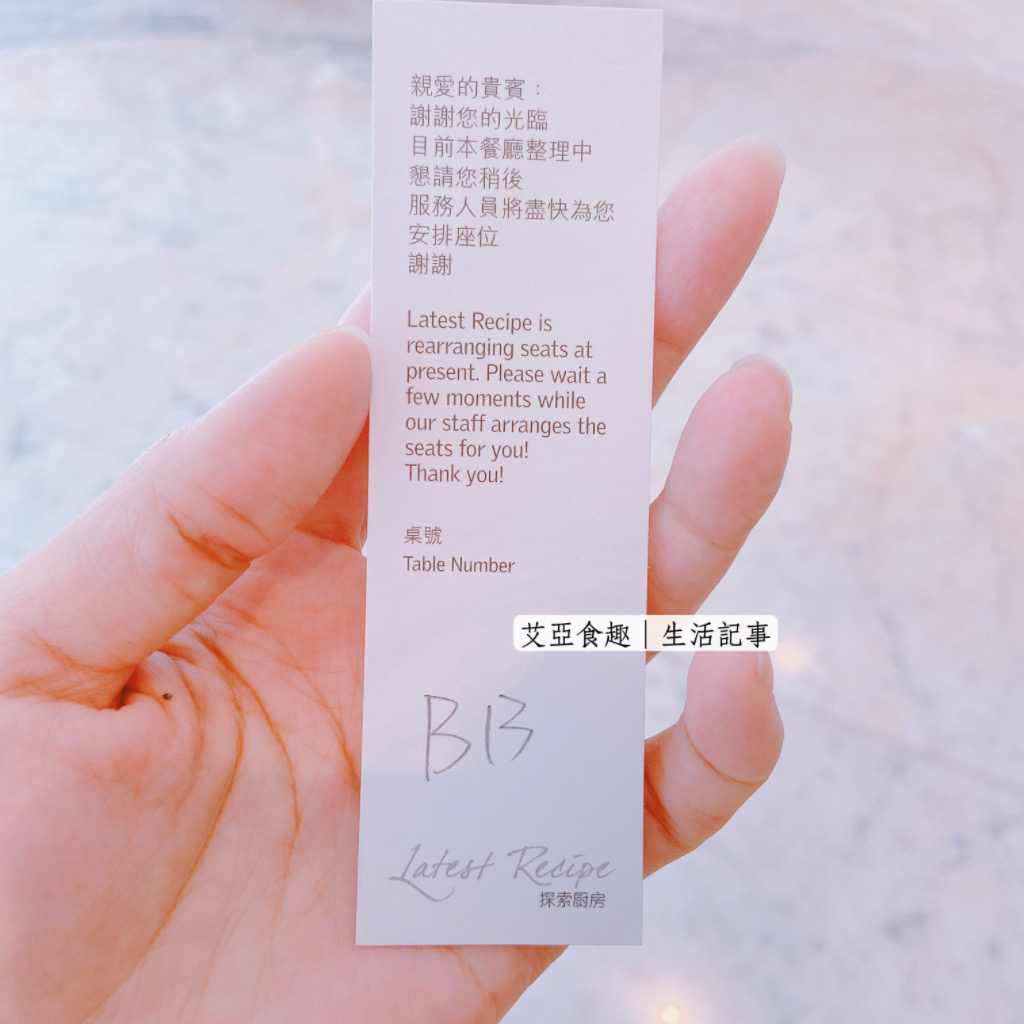 親愛的貴賓：
謝謝您的光臨
目前本餐廳整理中
懇請您稍後
服務人員將盡快為您
安排座位
謝謝
Latest Recipe is
rearranging seats at
present. Please wait a
few moments while
our staff arranges the
seats for you!
Thank you!
桌號
Table Number
艾亞食趣｜生活記事
B13
Latest Recipe
探索廚房